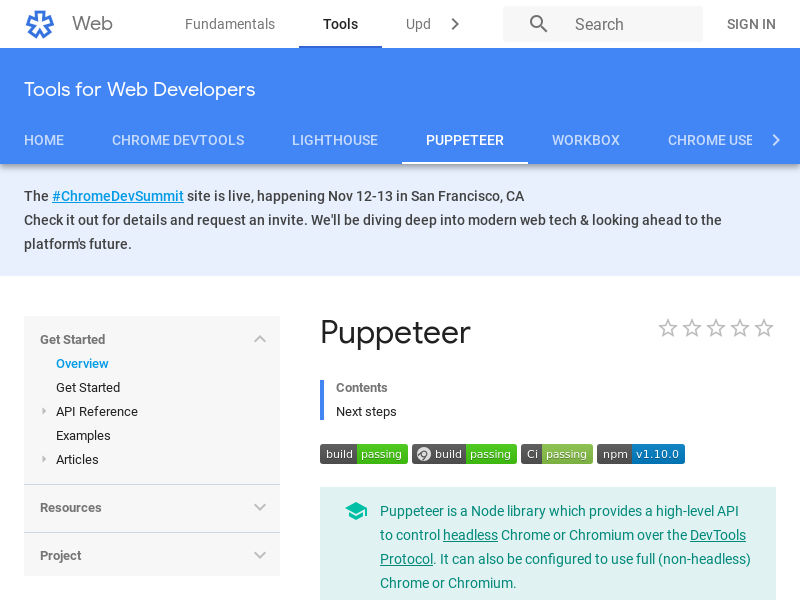 Web
Fundamentals
Tools
Upd
Search
SIGN IN
Tools for Web Developers
HOME
CHROME DEVTOOLS
LIGHTHOUSE
PUPPETEER
WORKBOX
CHROME USE
The #ChromeDevSummit site is live, happening Nov 12-13 in San Francisco, CA
Check it out for details and request an invite. We'll be diving deep into modern web tech & looking ahead to the
platform's future.
Get Started
Overview
Get Started
API Reference
Examples
Articles
Resources
Project
Puppeteer
Contents
Next steps
build passing
build passing
Ci passing
npm v1.10.0
Puppeteer is a Node library which provides a high-level API
to control headless Chrome or Chromium over the DevTools
Protocol. It can also be configured to use full (non-headless)
Chrome or Chromium.